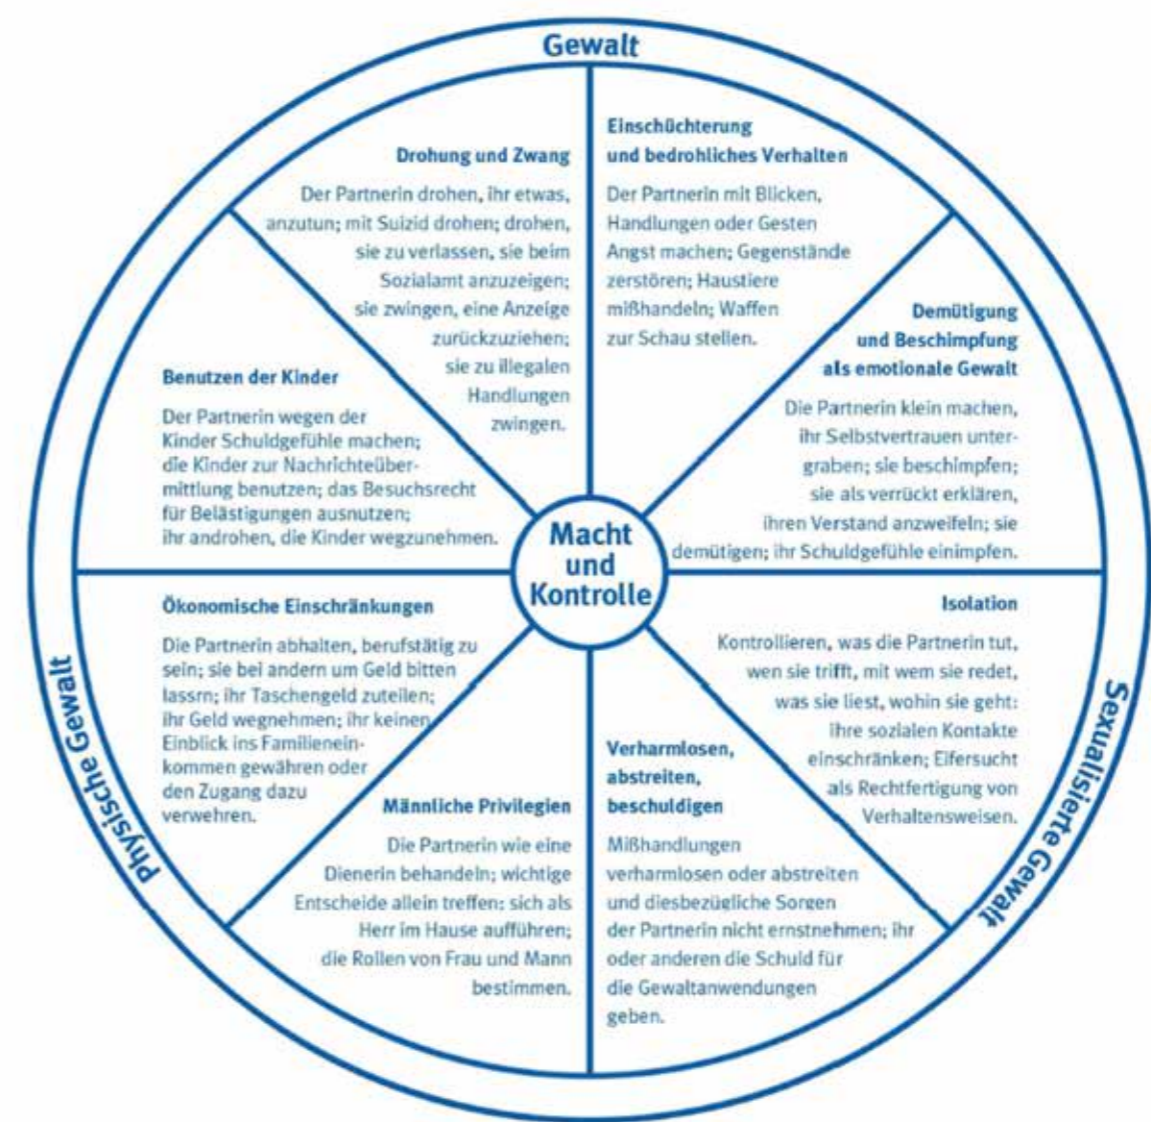 Gewalt
Drohung und Zwang
Der Partnerin drohen, ihr etwas,
anzutun; mit Suizid drohen; drohen,
sie zu verlassen, sie beim
Sozialamt anzuzeigen;
sie zwingen, eine Anzeige
zurückzuziehen;
sie zu illegalen
Handlungen
zwingen.
Einschüchterung
und bedrohliches Verhalten
Der Partnerin mit Blicken,
Handlungen oder Gesten
Angst machen; Gegenstände
zerstören; Haustiere
mißhandeln; Waffen
zur Schau stellen.
Demütigung
und Beschimpfung
als emotionale Gewalt
Die Partnerin klein machen,
ihr Selbstvertrauen unter-
graben; sie beschimpfen;
sie als verrückt erklären,
ihren Verstand anzweifeln; sie
demütigen; ihr Schuldgefühle einimpfen.
Isolation
Kontrollieren, was die Partnerin tut,
wen sie trifft, mit wem sie redet,
was sie liest, wohin sie geht:
ihre sozialen Kontakte
einschränken; Eifersucht
als Rechtfertigung von
Verhaltensweisen.
Verharmlosen,
abstreiten,
beschuldigen
Mißhandlungen
verharmlosen oder abstreiten
und diesbezügliche Sorgen
der Partnerin nicht ernstnehmen; ihr
oder anderen die Schuld für
die Gewaltanwendungen
geben.
Männliche Privilegien
Die Partnerin wie eine
Dienerin behandeln; wichtige
Entscheide allein treffen; sich als
Herr im Hause aufführen;
die Rollen von Frau und Mann
bestimmen.
Ökonomische Einschränkungen
Die Partnerin abhalten, berufstätig zu
sein; sie bei andern um Geld bitten
lassrn; ihr Taschengeld zuteilen;
ihr Geld wegnehmen; ihr keinen
Einblick ins Familienein-
kommen gewähren oder
den Zugang dazu
verwehren.
Benutzen der Kinder
Der Partnerin wegen der
Kinder Schuldgefühle machen;
die Kinder zur Nachrichteüber-
mittlung benutzen; das Besuchsrecht
für Belästigungen ausnutzen;
ihr androhen, die Kinder wegzunehmen.
Macht
und
Kontrolle
Physische Gewalt
Sexualisierte Gewalt